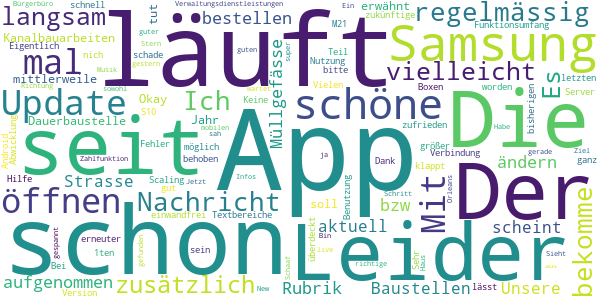 Bürgerbüro schnell Verwaltungsdienstleistungen Ein erwähnt
langsam tut bestellen M21 zukünftige regelmässig
Kanalbauarbeiten guter Stern super guten Nutzung Funktionsumfang
Eigentlich nich schade gestern läuft Teil bitte Samsung
mal mittlerweile Musik Vielen vielleicht Es letzten
Richtung sowohl Okay warten Boxen worden Server
Update Ich Müllgefässe schöne Die bisherigen
Dauerbaustelle S10 Keine zufrieden größer
Android Abwicklung Jahr mobilen App Habe gerade Ziel
seit Fehler möglich sah Verbindung ganz
Hilfe behoben ja Dank klappt ändern
Zahlfunktion Strasse Scaling Jetzt Infos Benutzung Schritt Mit Der
öffnen Nachricht gut soll bzw Orleans bekomme
schon einwandfrei Textbereiche aktuell scheint
gespannt erneuter sein überdeckt Leider Bin Sehr Haus Sieht
Bei 1ten gefunden live Baustellen aus
aufgenommen zusätzlich Schaaf richtige lässt Unsere
Version New Rubrik